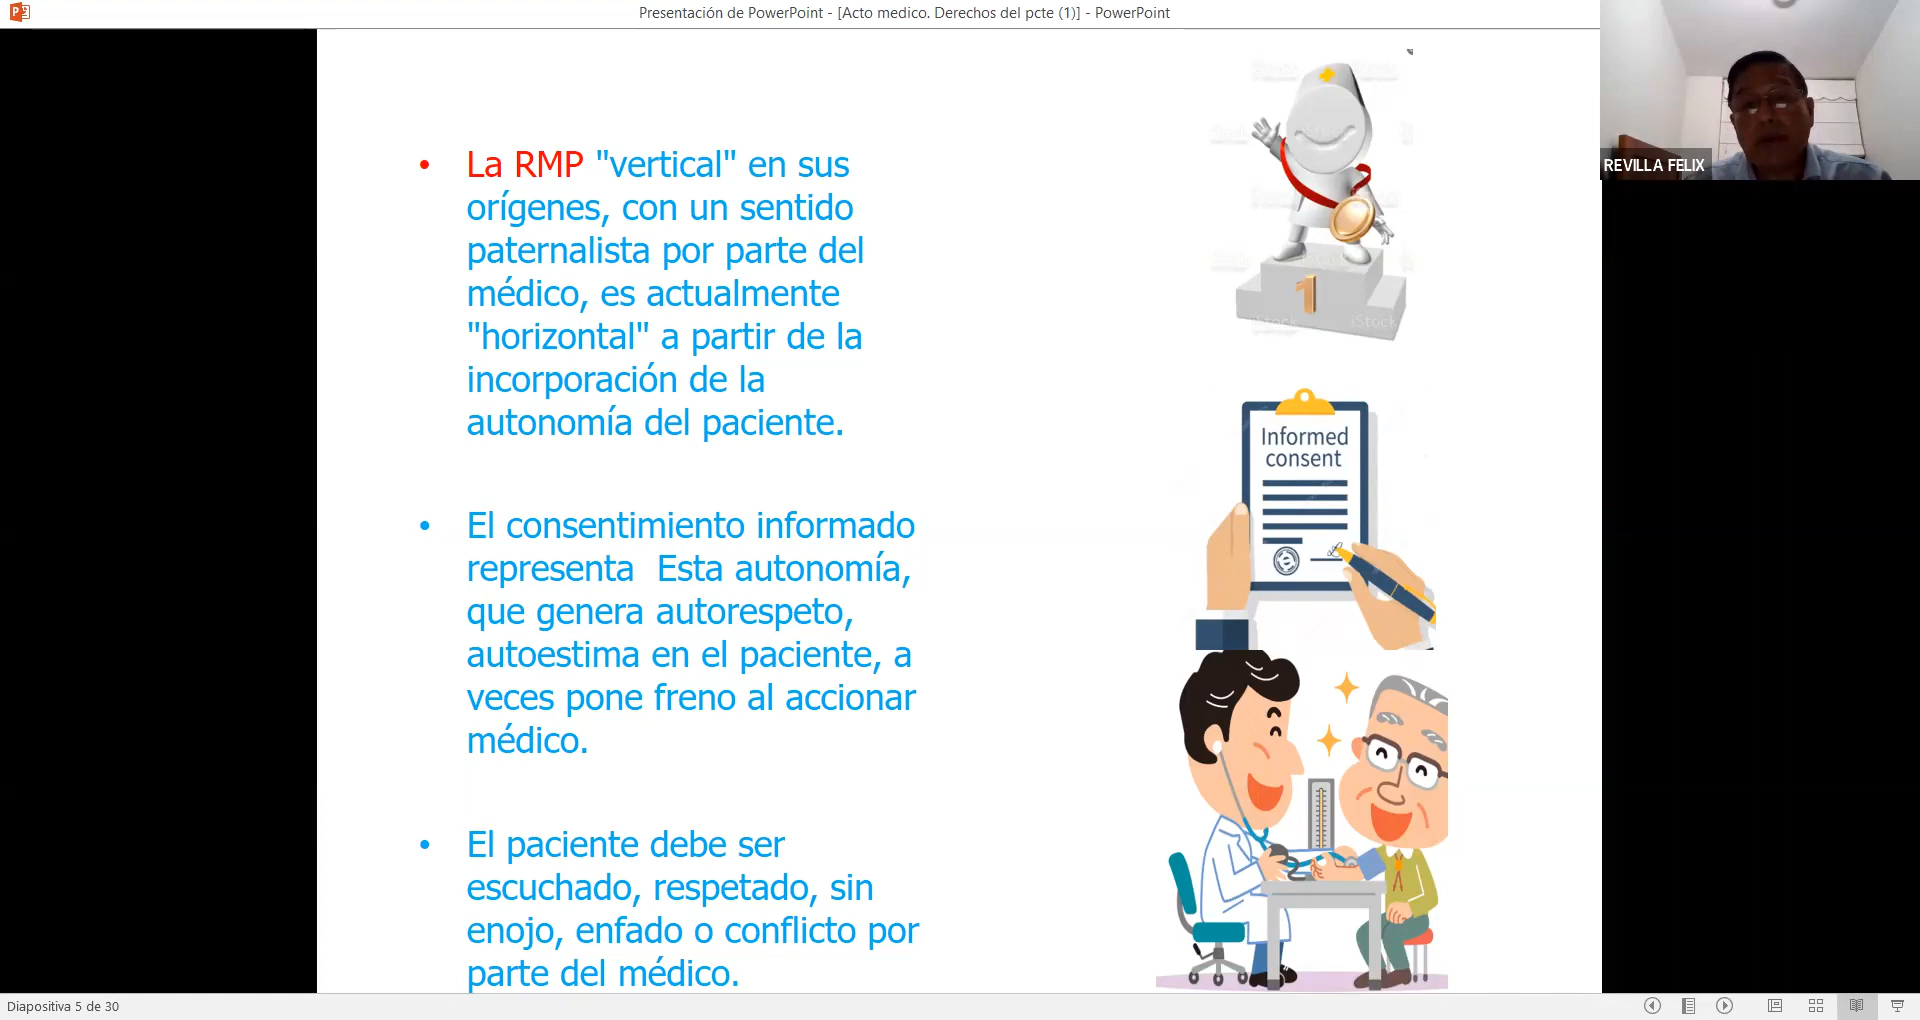 Presentación de PowerPoint - [Acto medico. Derechos del pcte (1)] - PowerPoint
REVILLA FELIX
• La RMP "vertical" en sus
orígenes, con un sentido
paternalista por parte del
médico, es actualmente
"horizontal" a partir de la
incorporación de la
autonomía del paciente.
1
iStock
iStock
Informed
consent
• El consentimiento informado
representa  Esta autonomía,
que genera autorespeto,
autoestima en el paciente, a
veces pone freno al accionar
médico.
• El paciente debe ser
escuchado, respetado, sin
enojo, enfado o conflicto por
parte del médico.
Diapositiva 5 de 30